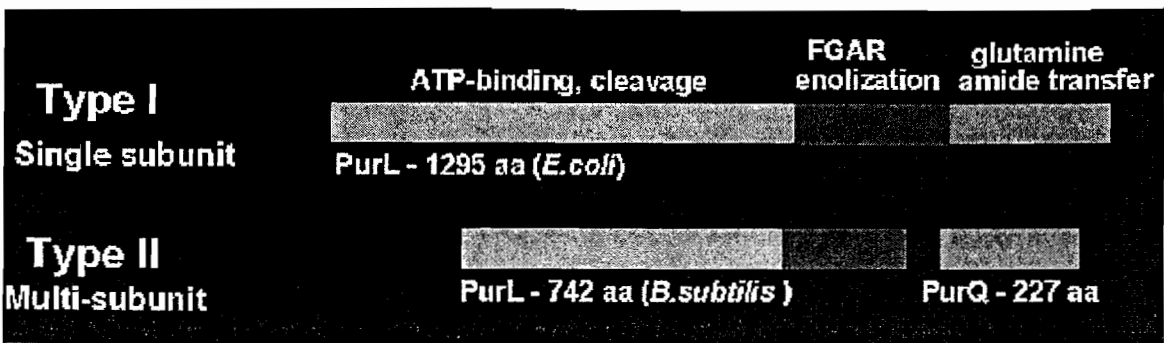 FGAR glutamine
ATP-binding, cleavage enolization amide transfer
Type I
Single subunit
PurL - 1295 aa (E.coli)
Type II
Multi-subunit
PurL - 742 aa (B.subtilis ) PurQ - 227 aa